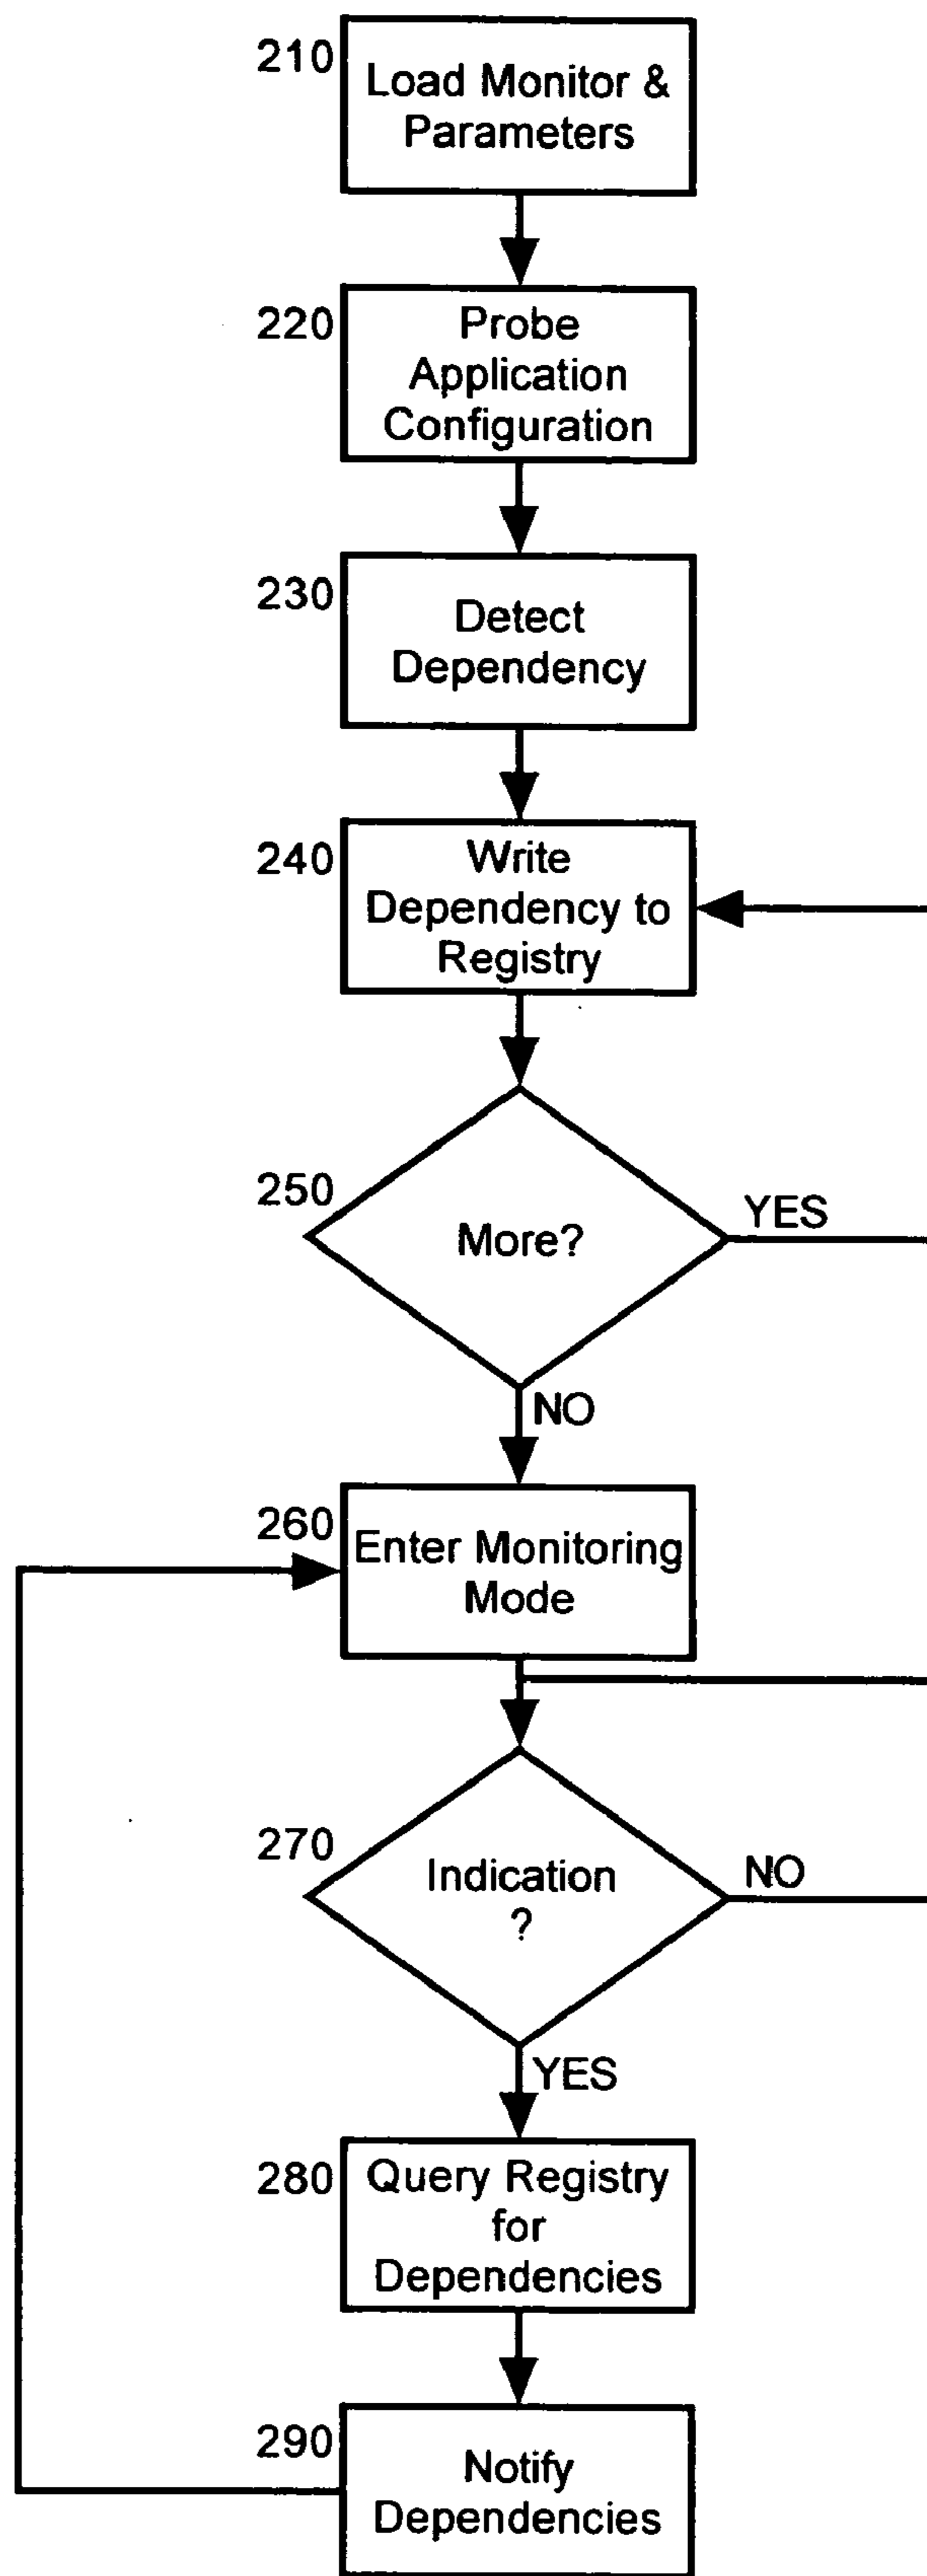 210
Load Monitor &
Parameters
220
Probe
Application
Configuration
230
Detect
Dependency
240
Write
Dependency to
Registry
250
More?
YES
NO
260
Enter Monitoring
Mode
270
Indication
?
NO
YES
280
Query Registry
for
Dependencies
290
Notify
Dependencies